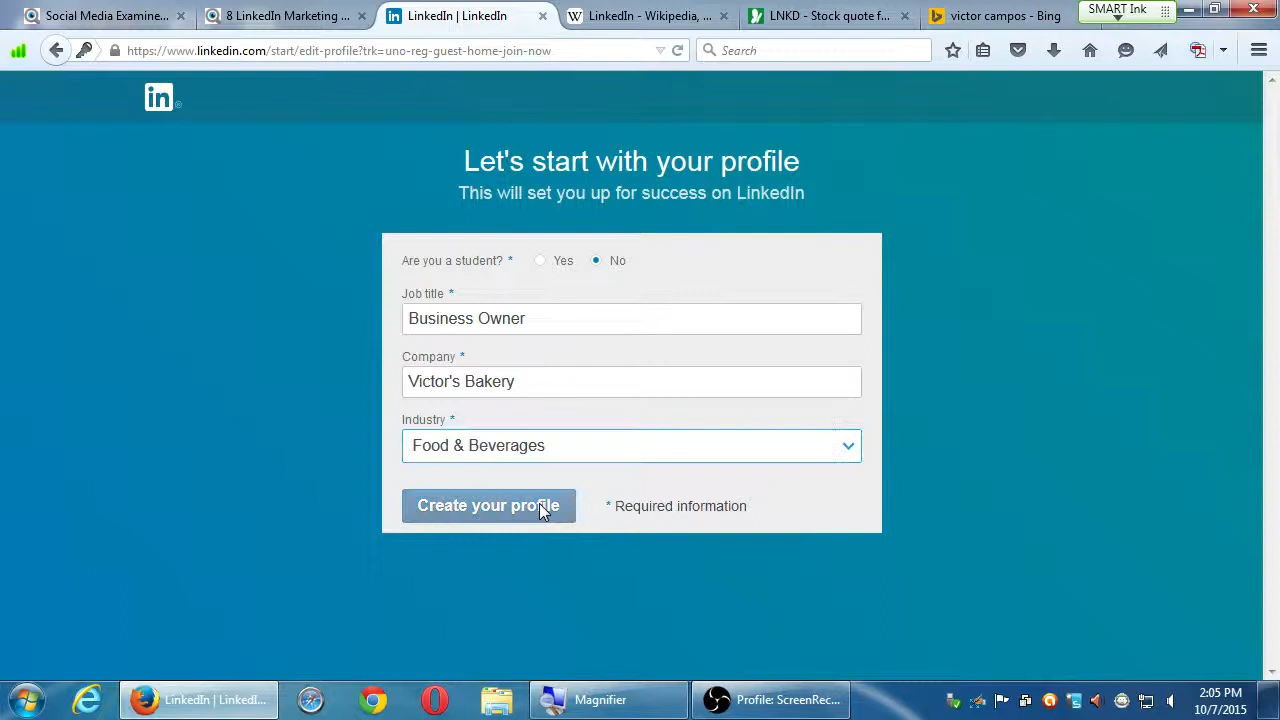 Social Media and emine...
LinkedIn Marketing ...
LinkedIn | LinkedIn
LinkedIn - Wikipedia, ...
LNKD - Stock quote f...
victor campos - Bing
SMART Ink
https://www.linkedin.com/start/edit-profile?trk=uno-reg-guest-home-join-now
Search
in
Let's start with your profile
This will set you up for success on LinkedIn
Are you a student? * Yes No
Job title *
Business Owner
Company *
Victor's Bakery
Industry *
Food & Beverages
Create your profile
* Required information
LinkedIn | LinkedI...
Magnifier
Profile: ScreenRec...
2:05 PM
10/7/2015